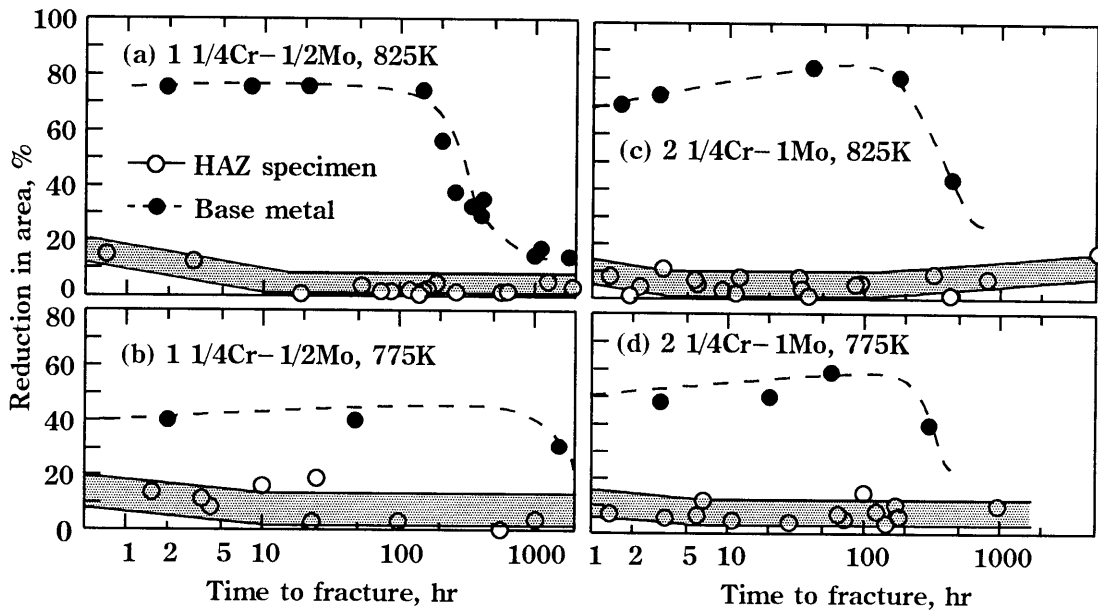 Reduction in area, %
100
80
60
40
20
0
(a) 1 1/4Cr–1/2Mo, 825K
HAZ specimen
Base metal
(c) 2 1/4Cr–1Mo, 825K
80
60
40
20
0
(b) 1 1/4Cr–1/2Mo, 775K
(d) 2 1/4Cr–1Mo, 775K
1 2 5 10 100 1000
1 2 5 10 100 1000
Time to fracture, hr
Time to fracture, hr